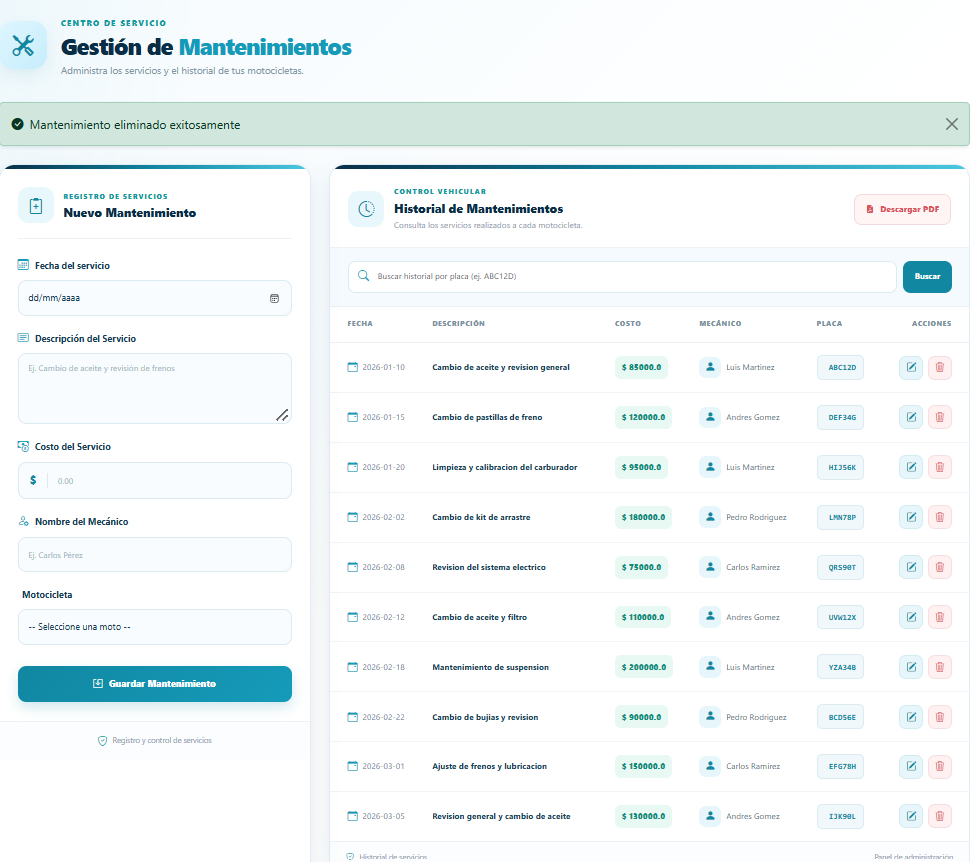 CENTRO DE SERVICIO
Gestión de Mantenimientos
Administra los servicios y el historial de tus motocicletas.
Mantenimiento eliminado exitosamente
REGISTRO DE SERVICIOS
Nuevo Mantenimiento
Fecha del servicio
dd/mm/aaaa
Descripción del Servicio
Ej. Cambio de aceite y revisión de frenos
Costo del Servicio
$ 0.00
Nombre del Mecánico
Ej. Carlos Pérez
Motocicleta
-- Seleccione una moto --
Guardar Mantenimiento
Registro y control de servicios
CONTROL VEHICULAR
Historial de Mantenimientos
Consulta los servicios realizados a cada motocicleta.
Descargar PDF
Buscar historial por placa (ej. ABC12D)
Buscar
FECHA DESCRIPCIÓN COSTO MECÁNICO PLACA ACCIONES
2026-01-10 Cambio de aceite y revision general $ 85000.0 Luis Martinez ABC12D
2026-01-15 Cambio de pastillas de freno $ 120000.0 Andres Gomez DEF34G
2026-01-20 Limpieza y calibracion del carburador $ 95000.0 Luis Martinez HIJ56K
2026-02-02 Cambio de kit de arrastre $ 180000.0 Pedro Rodriguez LMN78P
2026-02-08 Revision del sistema electrico $ 75000.0 Carlos Ramirez QRS90T
2026-02-12 Cambio de aceite y filtro $ 110000.0 Andres Gomez UVW12X
2026-02-18 Mantenimiento de suspension $ 200000.0 Luis Martinez YZA34B
2026-02-22 Cambio de bujias y revision $ 90000.0 Pedro Rodriguez BCD56E
2026-03-01 Ajuste de frenos y lubricacion $ 150000.0 Carlos Ramirez EFG78H
2026-03-05 Revision general y cambio de aceite $ 130000.0 Andres Gomez IJK90L
Historial de servicios Panel de administración